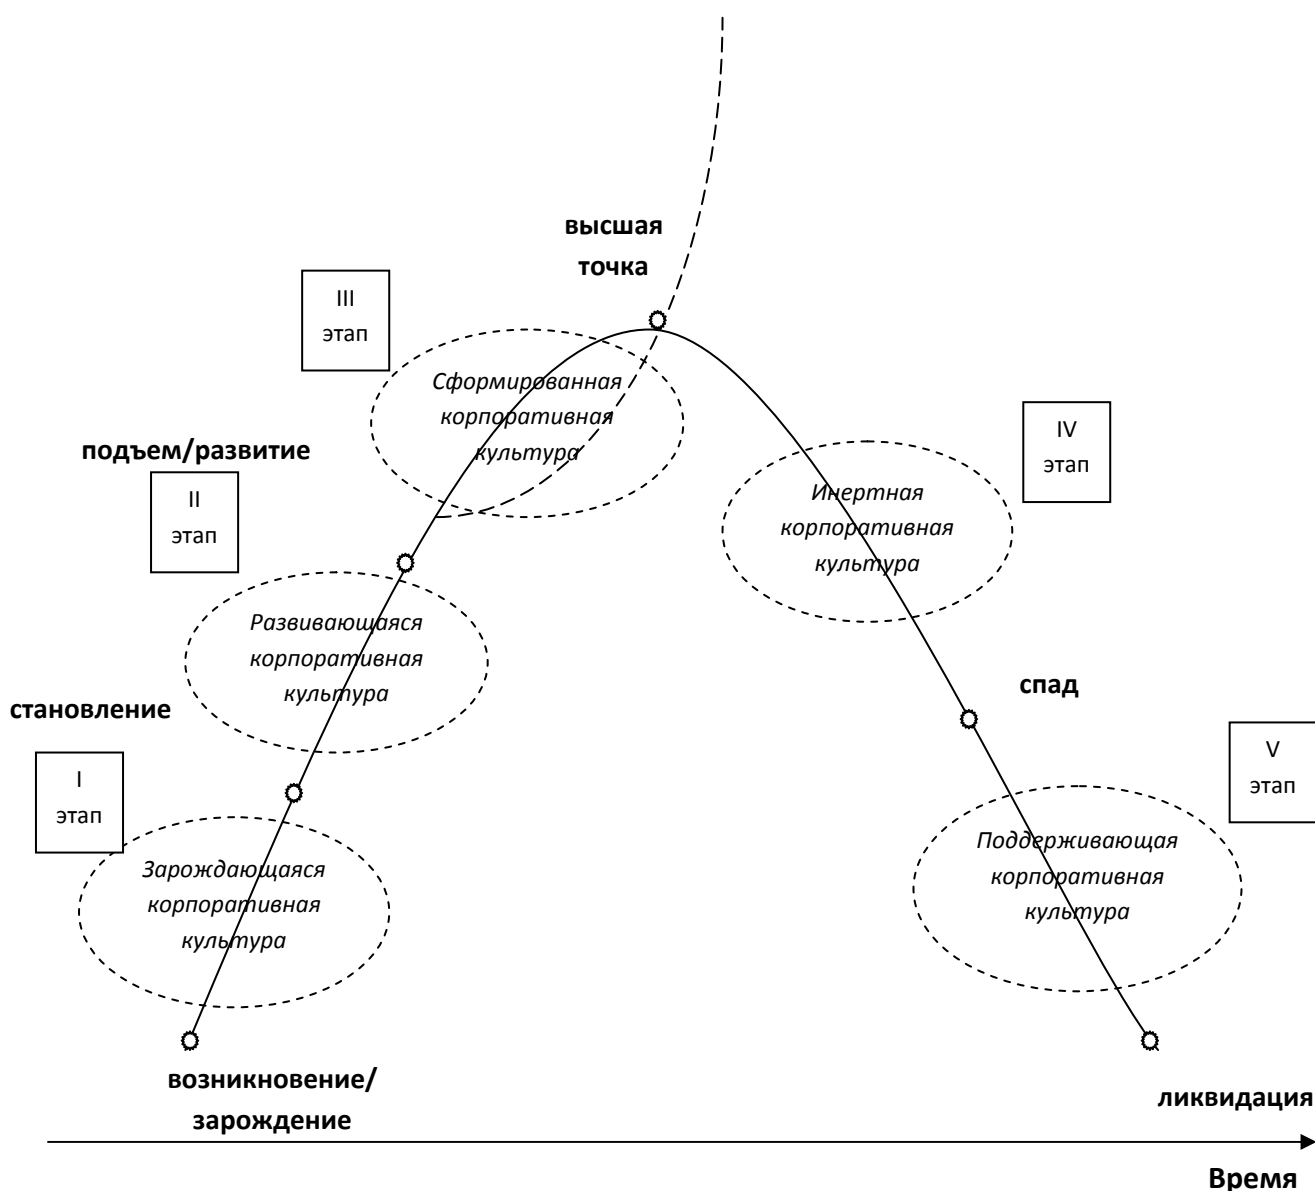 высшая
точка
III
этап
Сформированная
корпоративная
культура
подъем/развитие
II
этап
IV
этап
Инертная
корпоративная
культура
Развивающаяся
корпоративная
культура
становление
спад
I
этап
V
этап
Зарождающаяся
корпоративная
культура
Поддерживающая
корпоративная
культура
возникновение/
зарождение
ликвидация
Время